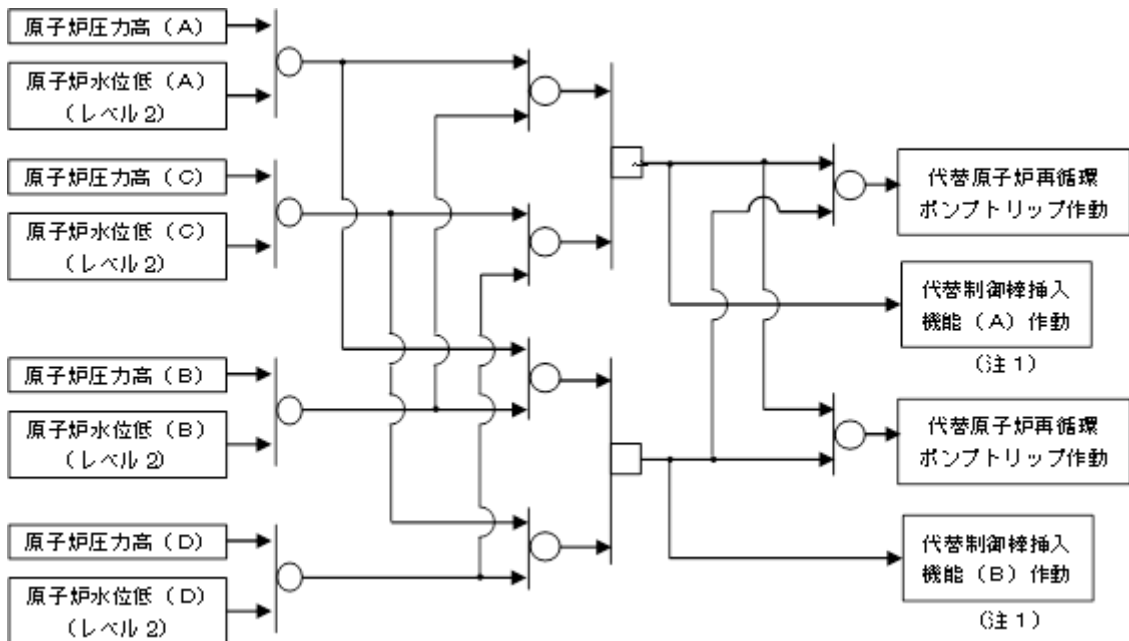 原子炉圧力高（A）
原子炉水位低（A）
（レベル2）
原子炉圧力高（C）
原子炉水位低（C）
（レベル2）
原子炉圧力高（B）
原子炉水位低（B）
（レベル2）
原子炉圧力高（D）
原子炉水位低（D）
（レベル2）
代替原子炉再循環
ポンプトリップ作動
代替制御棒挿入
機能（A）作動
（注1）
代替原子炉再循環
ポンプトリップ作動
代替制御棒挿入
機能（B）作動
（注1）